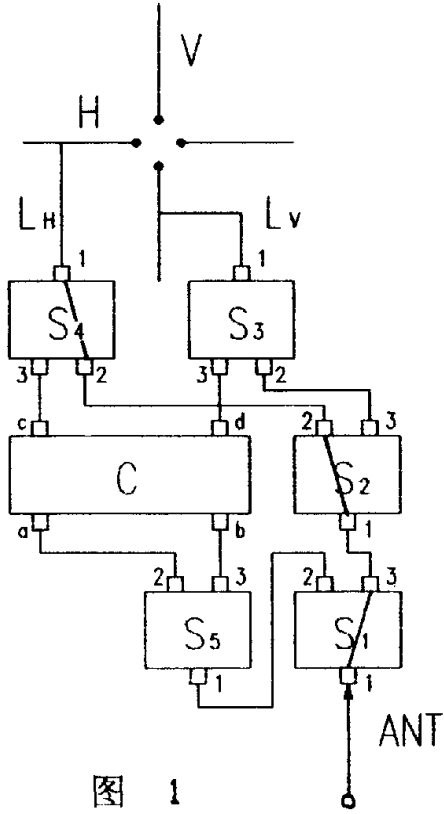 V
H
LH LV
1 1
S4 S3
3 2 3 2
c d 2 3
C S2
a b 1
2 3 2 3
S5 S1
1 1
ANT
图 1